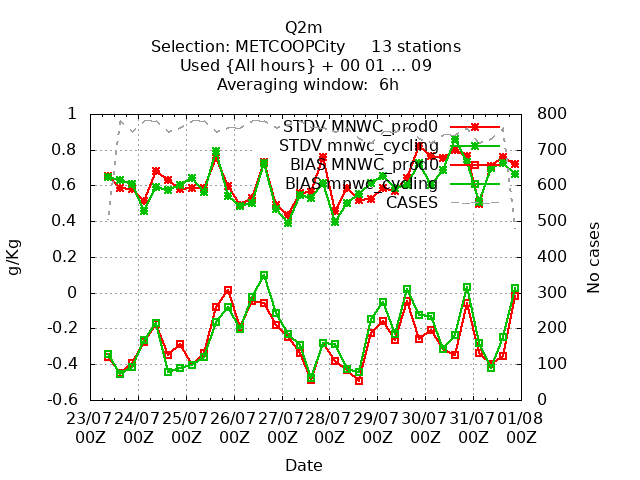 Q2m
Selection: METCOOPCity 13 stations
Used {All hours} + 00 01 ... 09
Averaging window: 6h
1
0.8
0.6
0.4
0.2
0
-0.2
-0.4
-0.6
g/Kg
800
700
600
500
400
300
200
100
0
No cases
STDV MNWC_prod0
STDV mnwc_cycling
BIAS MNWC_prod0
BIAS mnwc_cycling
CASES
23/07 24/07 25/07 26/07 27/07 28/07 29/07 30/07 31/07 01/08
00Z 00Z 00Z 00Z 00Z 00Z 00Z 00Z 00Z 00Z
Date